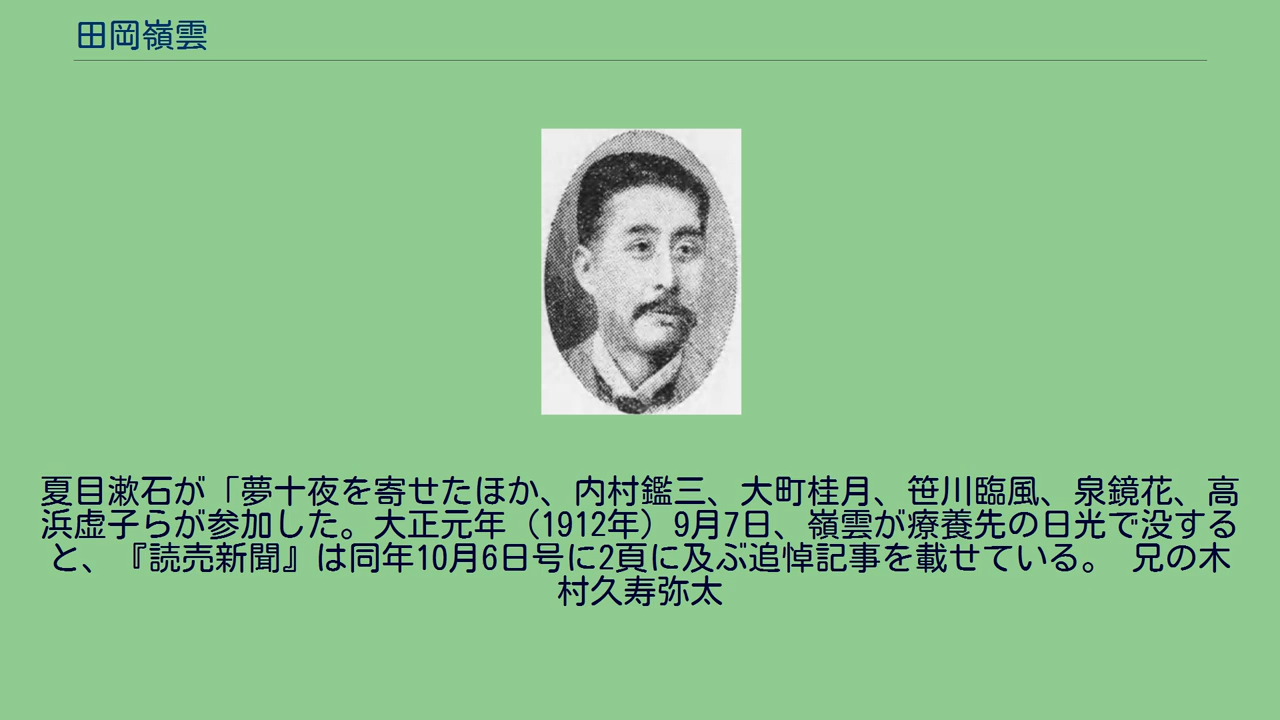 田岡嶺雲
夏目漱石が「夢十夜を寄せたほか、内村鑑三、大町桂月、笹川臨風、泉鏡花、高
浜虚子らが参加した。大正元年（1912年）9月7日、嶺雲が療養先の日光で没する
と、『読売新聞』は同年10月6日号に2頁に及ぶ追悼記事を載せている。 兄の木
村久寿弥太